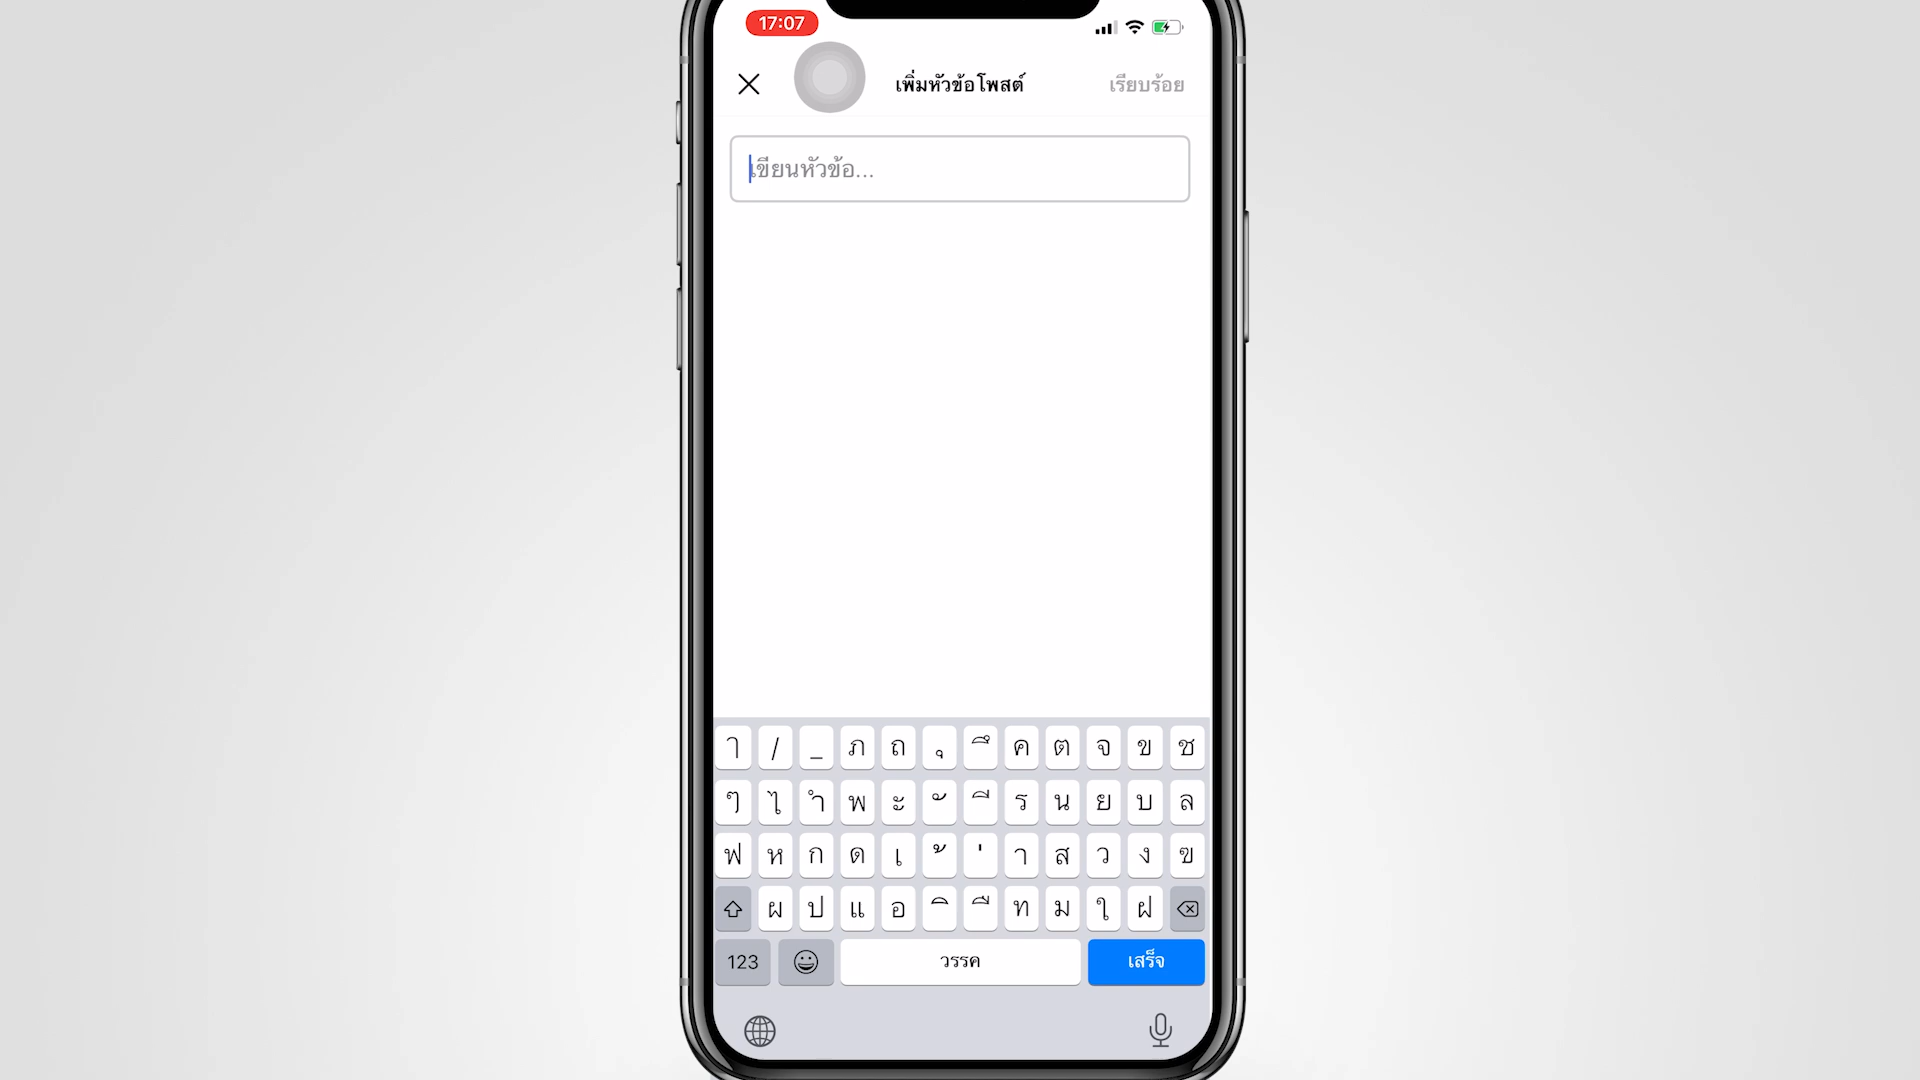 17:07
เพิ่มหัวข้อโพสต์ เรียบร้อย
เขียนหัวข้อ...
ๅ / _ ภ ถ ุ ึ ค ต จ ข ช
ๆ ไ ำ พ ะ ั ี ร น ย บ ล
ฟ ห ก ด เ ้ ่ า ส ว ง ฃ
ผ ป แ อ ิ ื ท ม ใ ฝ
123 วรรค เสร็จ